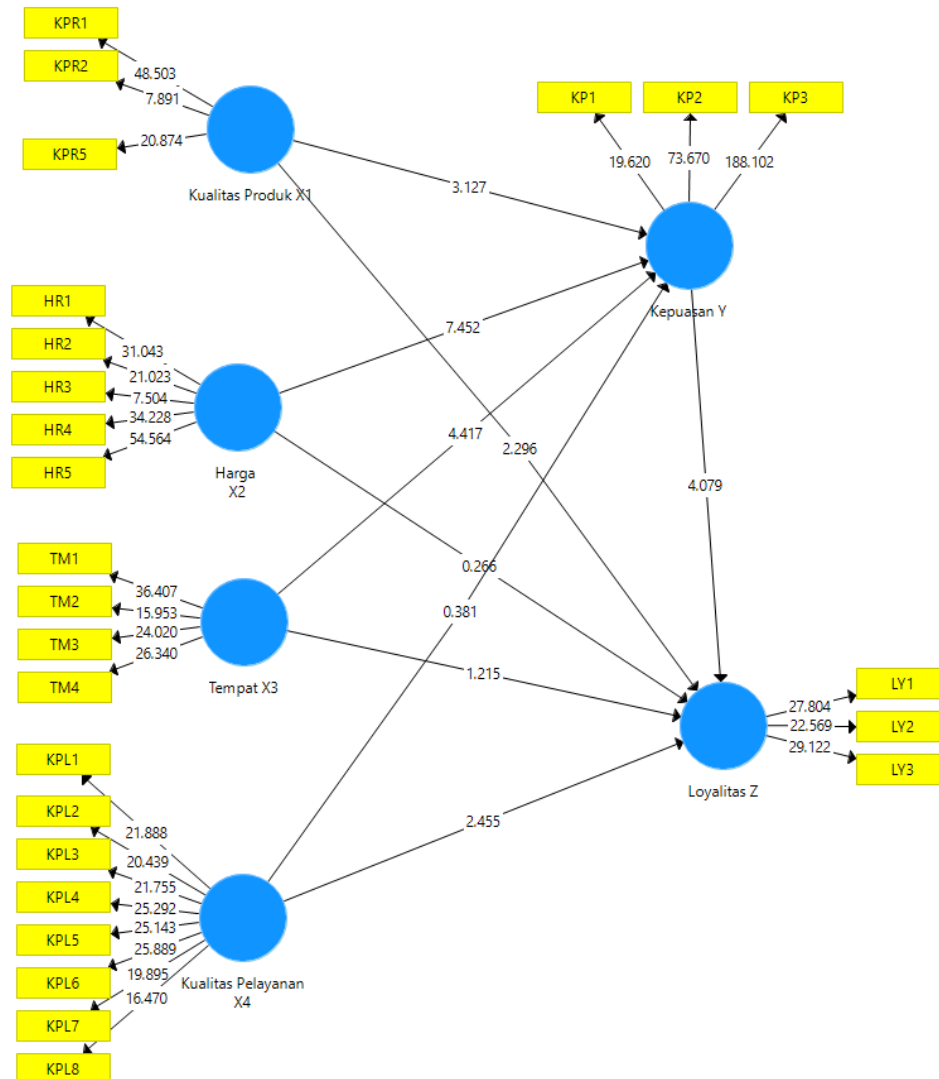 KPR1
KPR2
KPR5
48.503
7.891
20.874
Kualitas Produk X1
KP1
KP2
KP3
19.620
73.670
188.102
Kepuasan Y
3.127
7.452
4.417
2.296
0.266
0.381
1.215
2.455
4.079
HR1
HR2
HR3
HR4
HR5
31.043
21.023
7.504
34.228
54.564
Harga
X2
TM1
TM2
TM3
TM4
36.407
15.953
24.020
26.340
Tempat X3
KPL1
KPL2
KPL3
KPL4
KPL5
KPL6
KPL7
KPL8
21.888
20.439
21.755
25.292
25.143
25.889
19.895
16.470
Kualitas Pelayanan
X4
LY1
LY2
LY3
27.804
22.569
29.122
Loyalitas Z